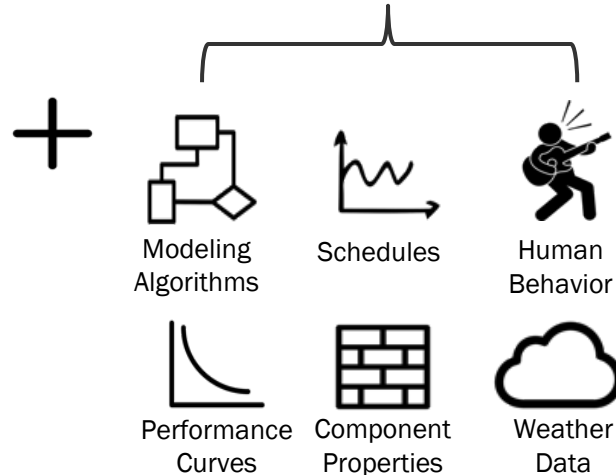 +
Modeling
Algorithms
Schedules
Human
Behavior
Performance
Curves
Component
Properties
Weather
Data